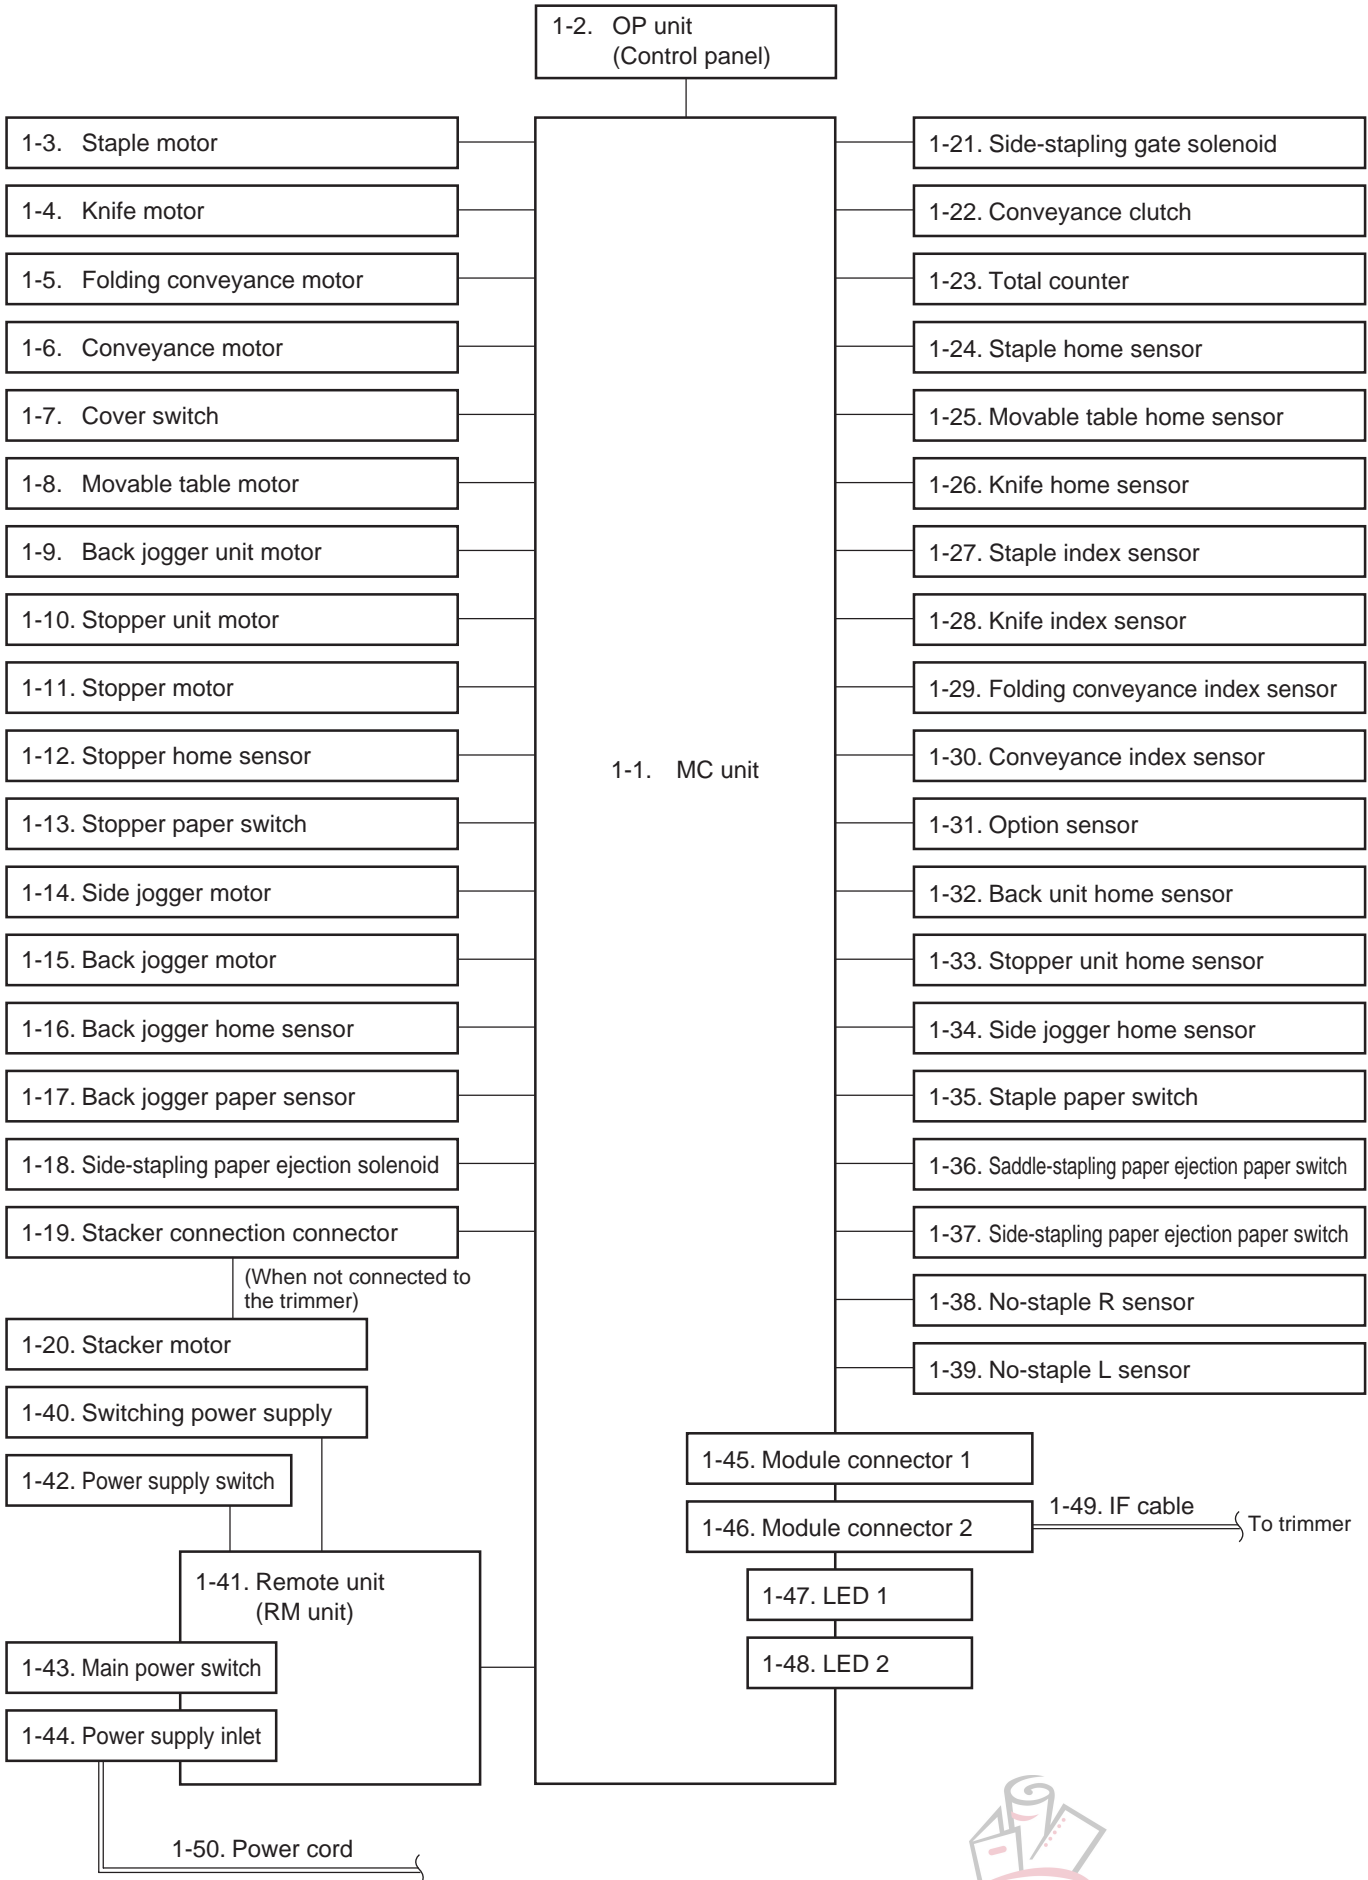 1-2. OP unit
(Control panel)
1-3. Staple motor
1-4. Knife motor
1-5. Folding conveyance motor
1-6. Conveyance motor
1-7. Cover switch
1-8. Movable table motor
1-9. Back jogger unit motor
1-10. Stopper unit motor
1-11. Stopper motor
1-12. Stopper home sensor
1-13. Stopper paper switch
1-14. Side jogger motor
1-15. Back jogger motor
1-16. Back jogger home sensor
1-17. Back jogger paper sensor
1-18. Side-stapling paper ejection solenoid
1-19. Stacker connection connector
(When not connected to
the trimmer)
1-20. Stacker motor
1-40. Switching power supply
1-42. Power supply switch
1-41. Remote unit
(RM unit)
1-43. Main power switch
1-44. Power supply inlet
1-50. Power cord
1-1. MC unit
1-21. Side-stapling gate solenoid
1-22. Conveyance clutch
1-23. Total counter
1-24. Staple home sensor
1-25. Movable table home sensor
1-26. Knife home sensor
1-27. Staple index sensor
1-28. Knife index sensor
1-29. Folding conveyance index sensor
1-30. Conveyance index sensor
1-31. Option sensor
1-32. Back unit home sensor
1-33. Stopper unit home sensor
1-34. Side jogger home sensor
1-35. Staple paper switch
1-36. Saddle-stapling paper ejection paper switch
1-37. Side-stapling paper ejection paper switch
1-38. No-staple R sensor
1-39. No-staple L sensor
1-45. Module connector 1
1-46. Module connector 2
1-49. IF cable
To trimmer
1-47. LED 1
1-48. LED 2